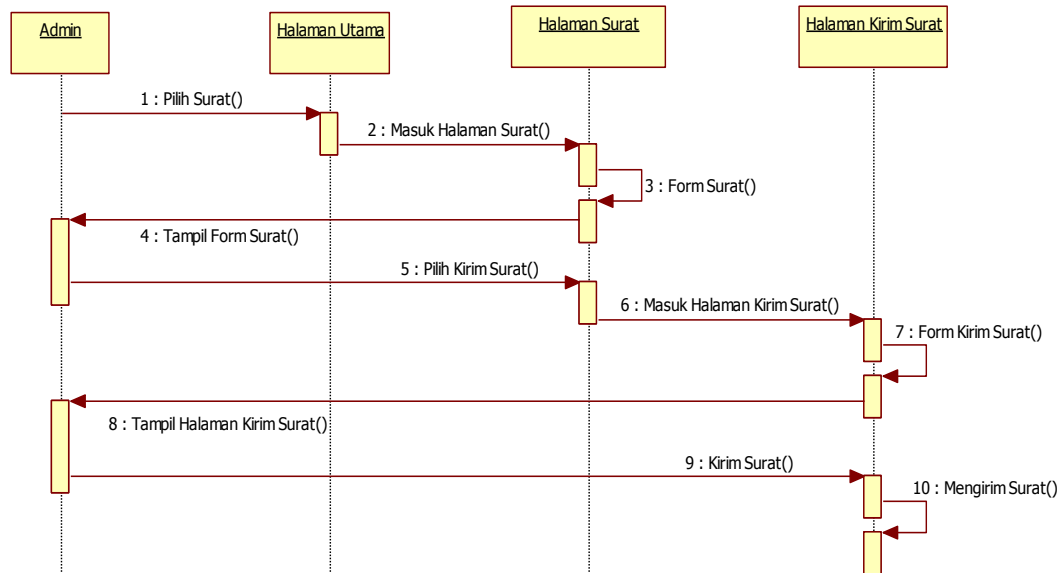 Admin
Halaman Utama
Halaman Surat
Halaman Kirim Surat
1 : Pilih Surat()
2 : Masuk Halaman Surat()
3 : Form Surat()
4 : Tampil Form Surat()
5 : Pilih Kirim Surat()
6 : Masuk Halaman Kirim Surat()
7 : Form Kirim Surat()
8 : Tampil Halaman Kirim Surat()
9 : Kirim Surat()
10 : Mengirim Surat()